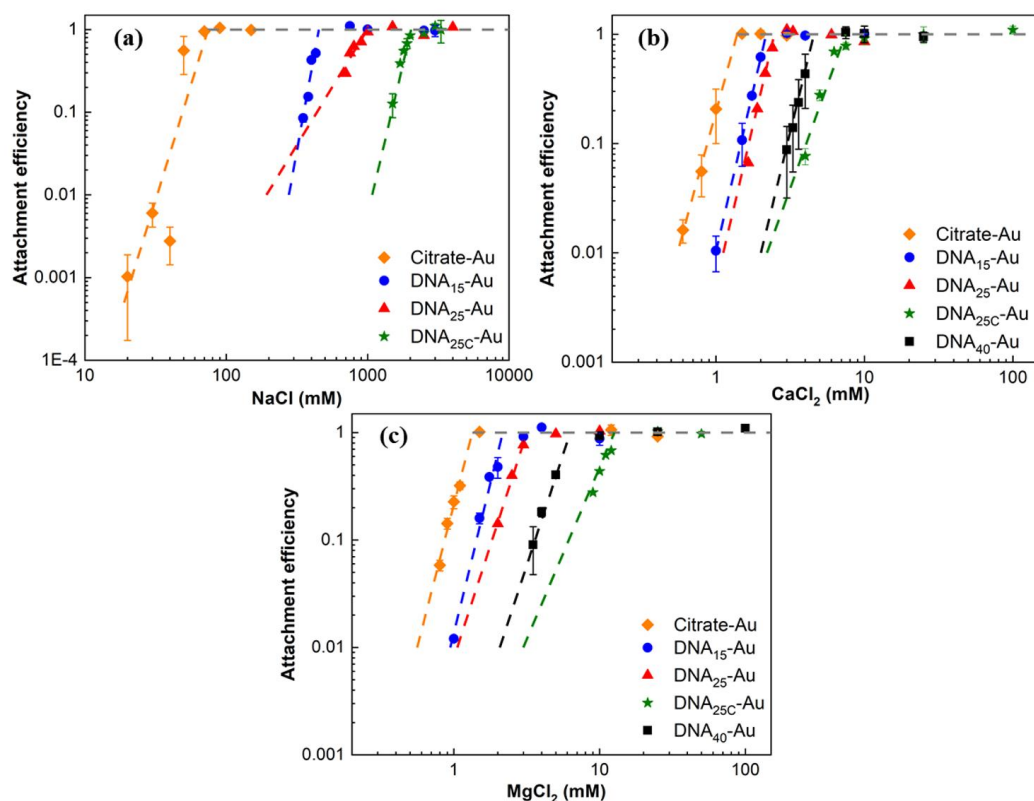 (a)
Attachment efficiency
1
0.1
0.01
0.001
1E-4
10
100
1000
10000
NaCl (mM)
Citrate-Au
DNA15-Au
DNA25-Au
DNA25C-Au
(b)
Attachment efficiency
1
0.1
0.01
0.001
1
10
100
CaCl2 (mM)
Citrate-Au
DNA15-Au
DNA25-Au
DNA25C-Au
DNA40-Au
(c)
Attachment efficiency
1
0.1
0.01
0.001
1
10
100
MgCl2 (mM)
Citrate-Au
DNA15-Au
DNA25-Au
DNA25C-Au
DNA40-Au